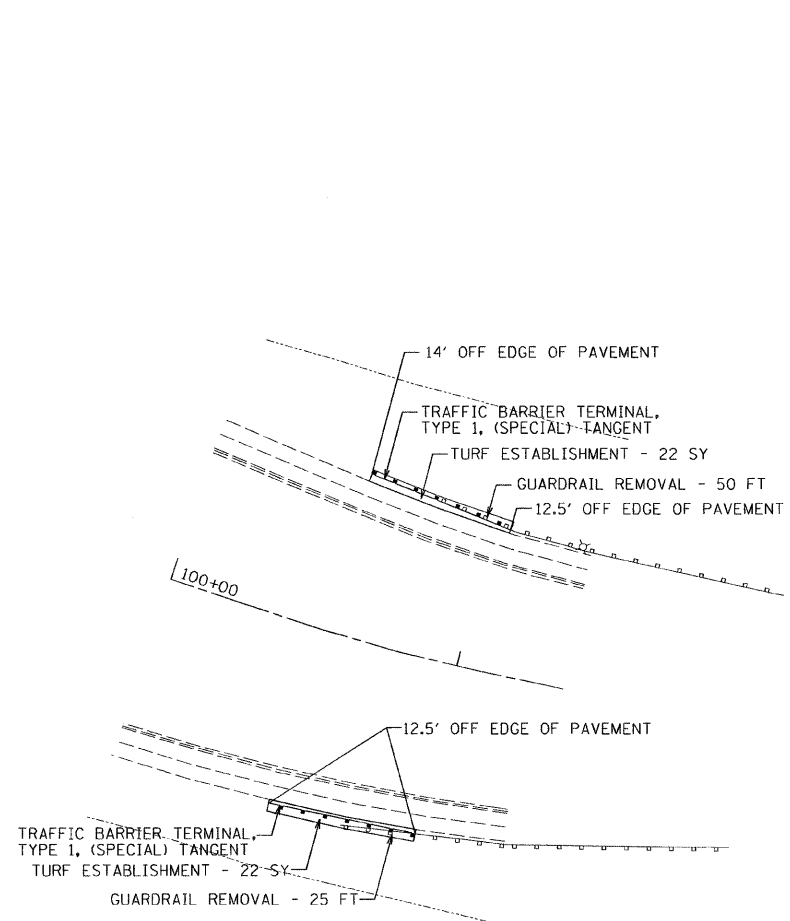 14' OFF EDGE OF PAVEMENT
TRAFFIC BARRIER TERMINAL,
TYPE 1, (SPECIAL) TANGENT
TURF ESTABLISHMENT - 22 SY
GUARDRAIL REMOVAL - 50 FT
12.5' OFF EDGE OF PAVEMENT
100+00
12.5' OFF EDGE OF PAVEMENT
TRAFFIC BARRIER TERMINAL,
TYPE 1, (SPECIAL) TANGENT
TURF ESTABLISHMENT - 22 SY
GUARDRAIL REMOVAL - 25 FT